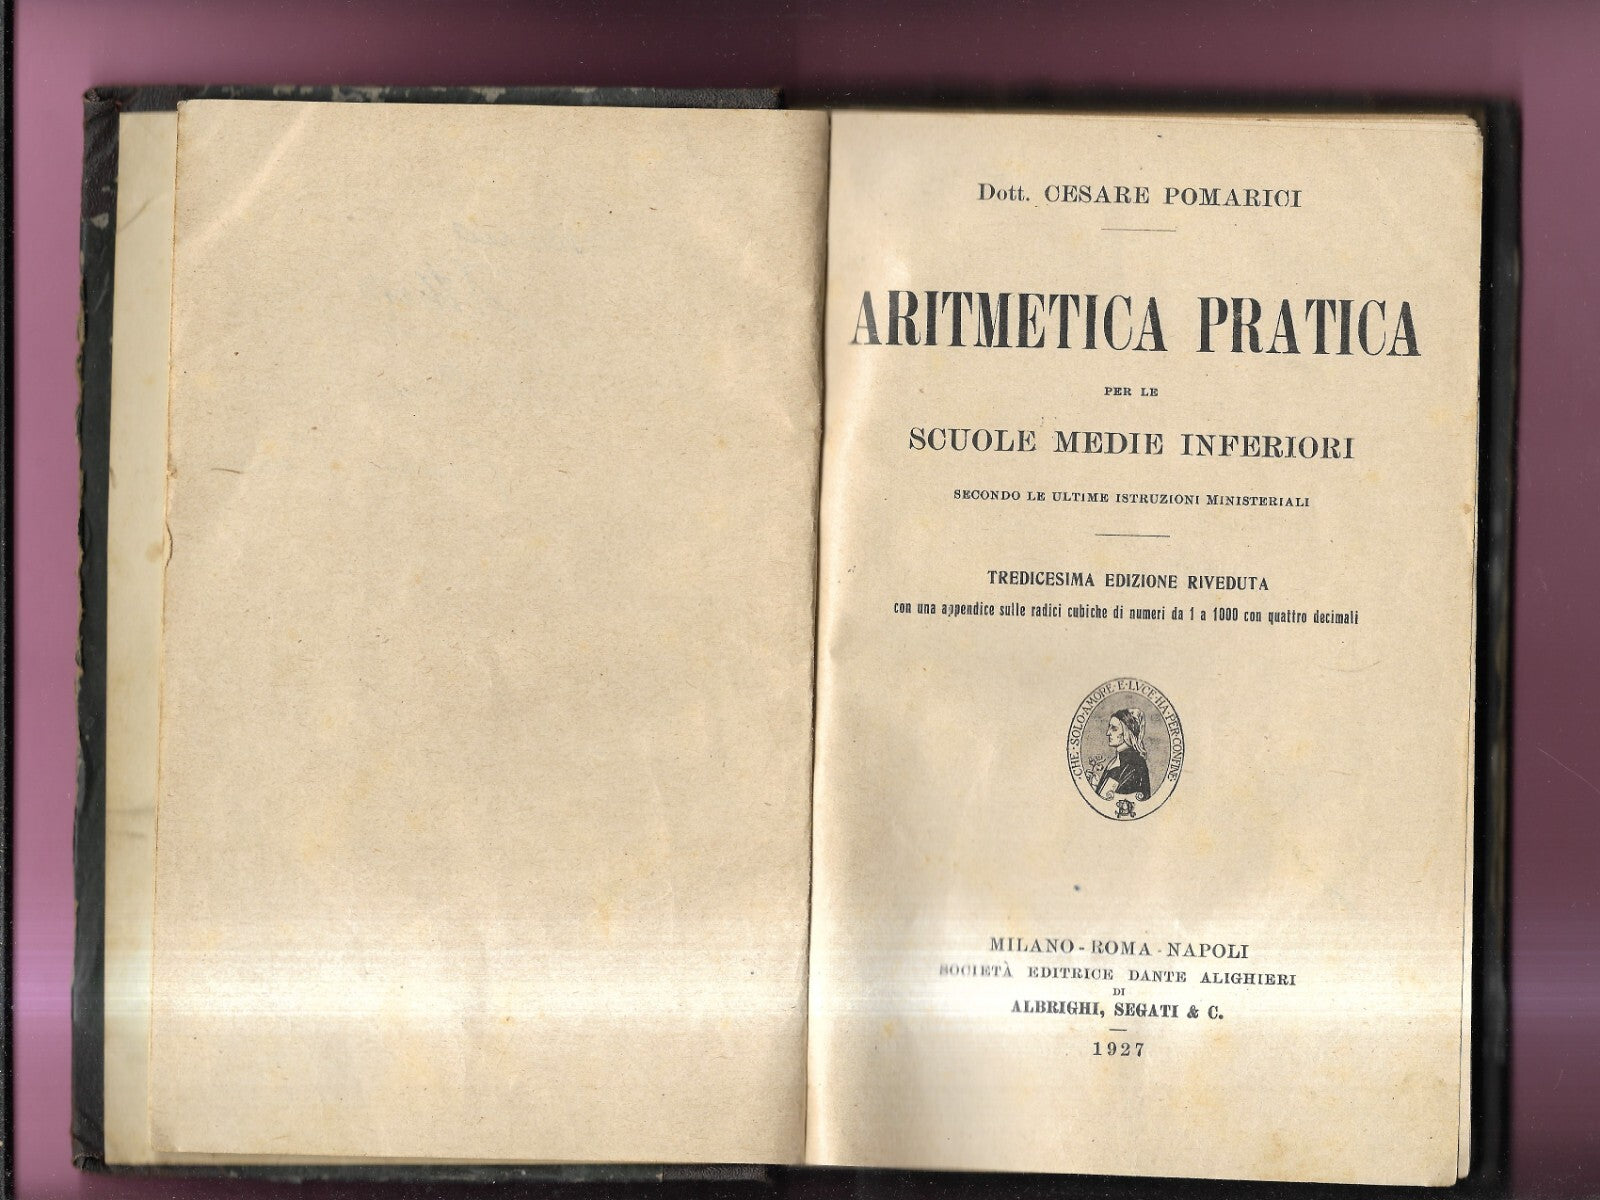 Dott. CESARE POMARICI
ARITMETICA PRATICA
PER LE
SCUOLE MEDIE INFERIORI
SECONDO LE ULTIME ISTRUZIONI MINISTERIALI
TREDICESIMA EDIZIONE RIVEDUTA
con una appendice sulle radici cubiche di numeri da 1 a 1000 con quattro decimali
·CHE·SOLO·AMORE·E·LVCE·HA·PER·CONFINE·
MILANO - ROMA - NAPOLI
SOCIETÀ EDITRICE DANTE ALIGHIERI
DI
ALBRIGHI, SEGATI & C.
1927